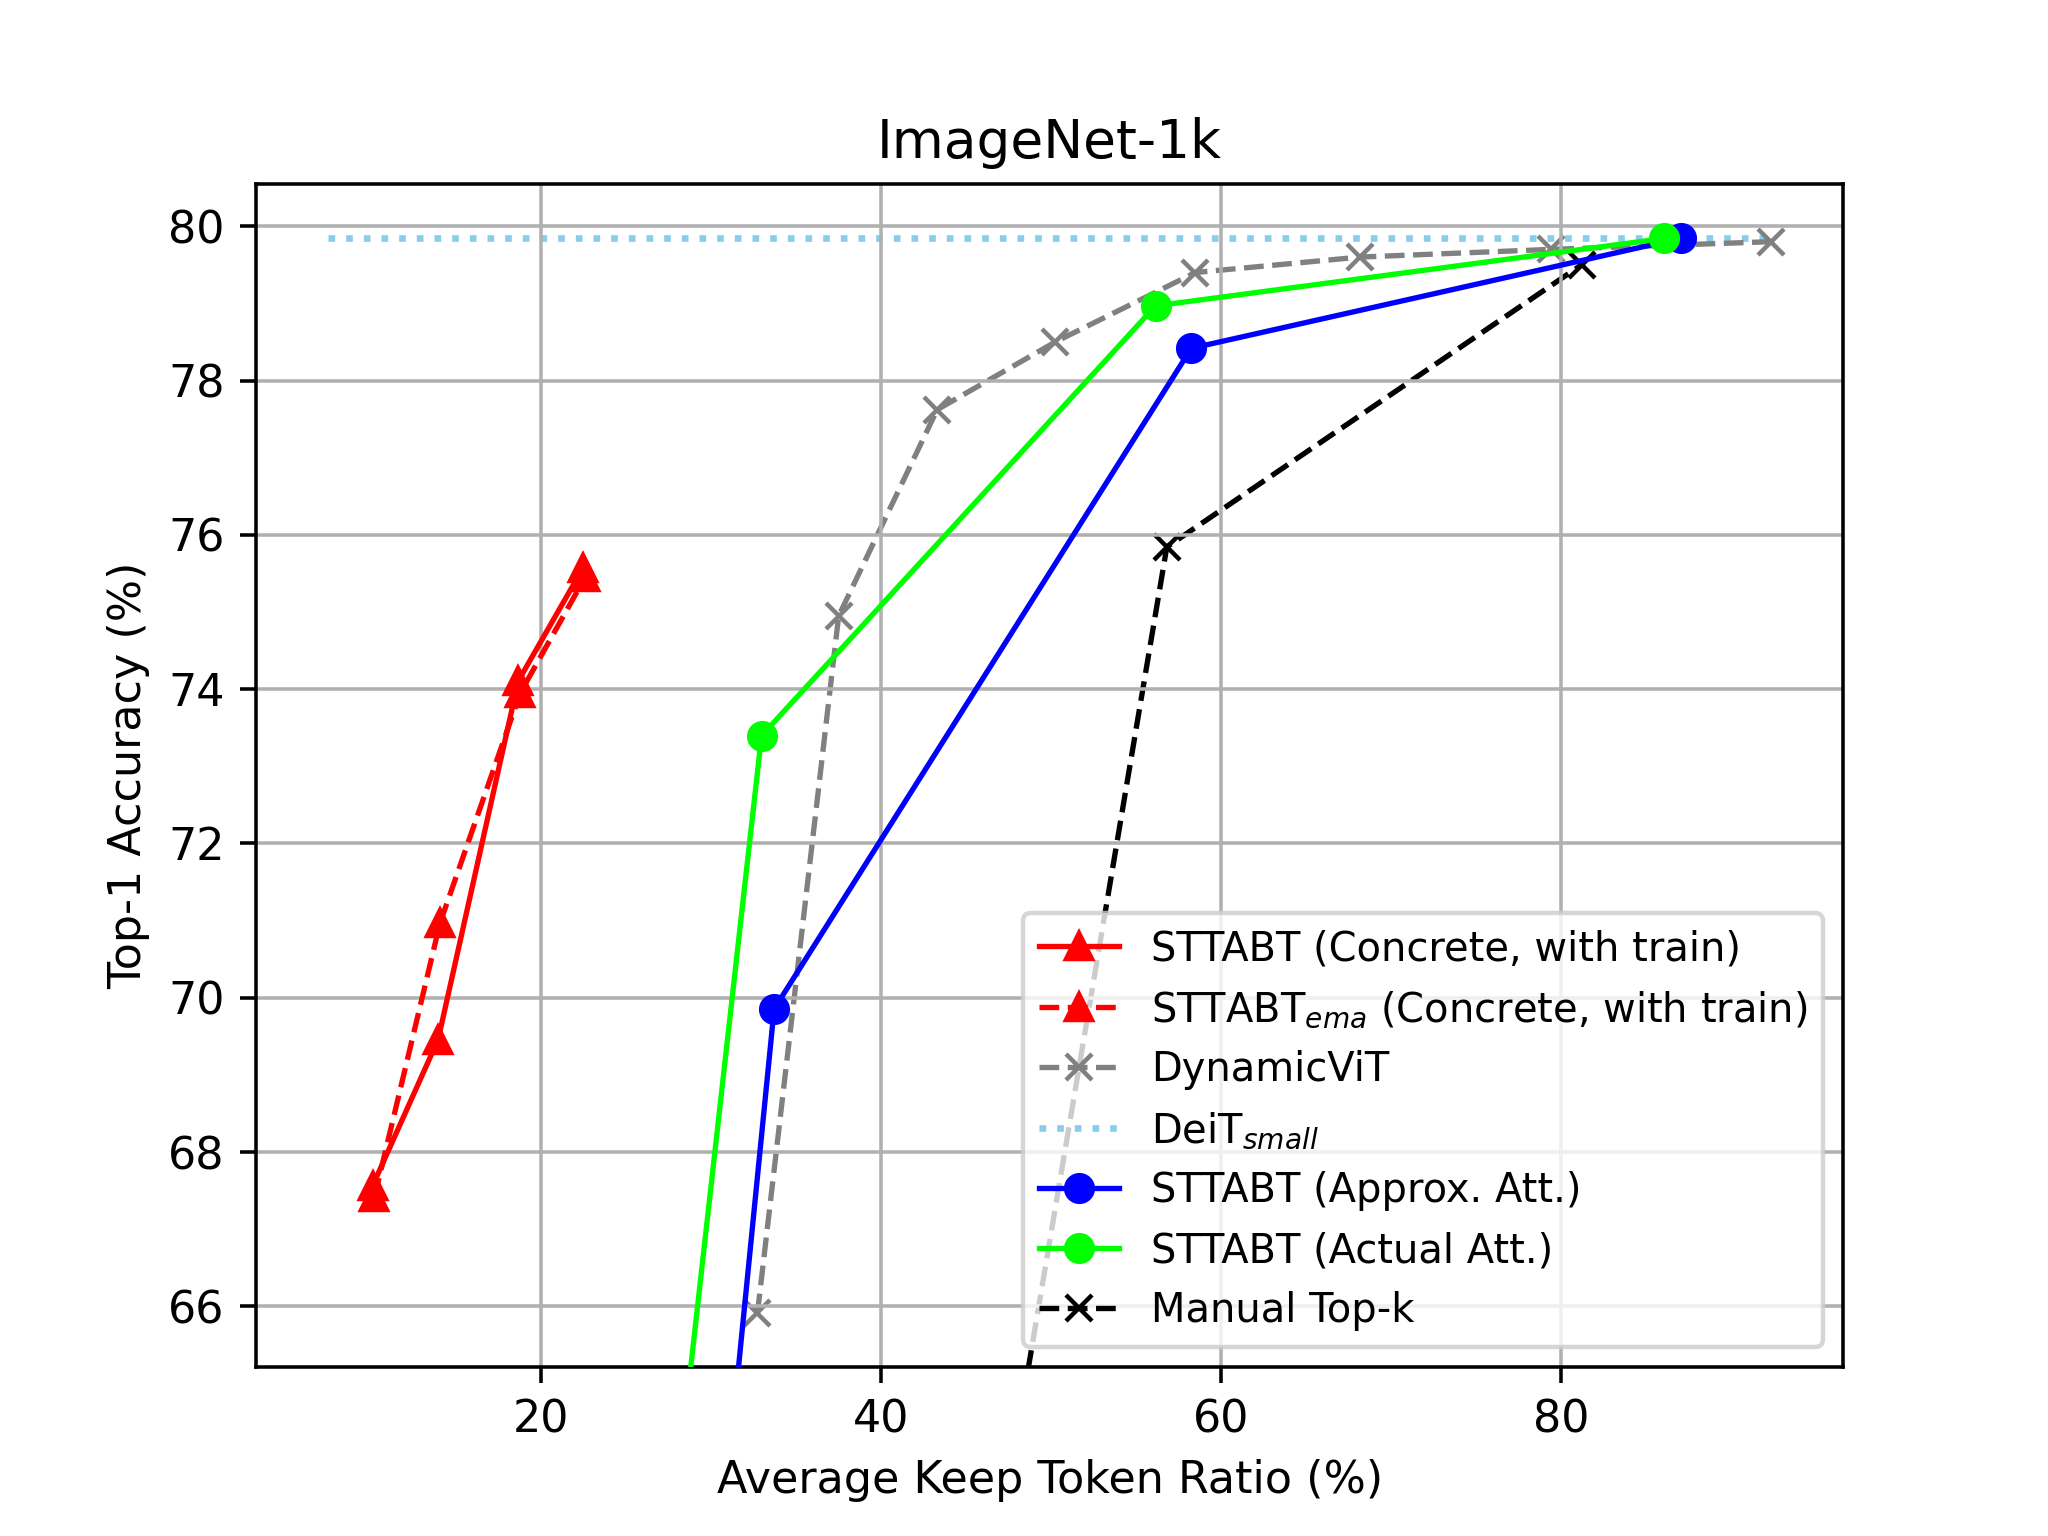 ImageNet-1k
80
78
76
74
72
70
68
66
Top-1 Accuracy (%)
STTABT (Concrete, with train)
STTABTema (Concrete, with train)
DynamicViT
DeiTsmall
STTABT (Approx. Att.)
STTABT (Actual Att.)
Manual Top-k
20 40 60 80
Average Keep Token Ratio (%)